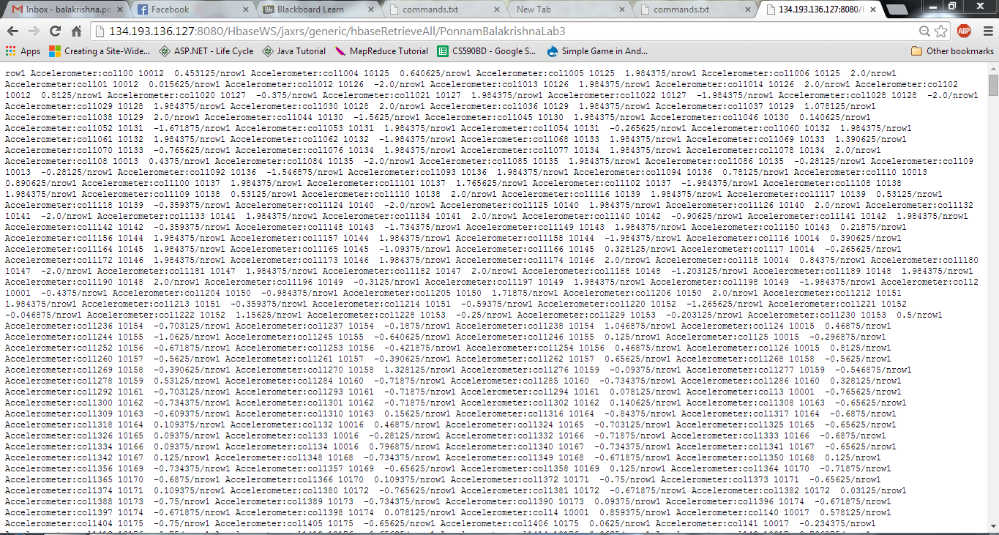 Inbox - balakrishna.po Facebook Blackboard Learn commands.txt New Tab commands.txt 134.193.136.127:8080/H
134.193.136.127:8080/HbaseWS/jaxrs/generic/hbaseRetrieveAll/PonnamBalakrishnaLab3 ABP
Apps Creating a Site-Wide... ASP.NET - Life Cycle Java Tutorial MapReduce Tutorial CS590BD - Google S... Simple Game in And... Other bookmarks
row1 Accelerometer:col100 10012 0.453125/nrow1 Accelerometer:col1004 10125 0.640625/nrow1 Accelerometer:col1005 10125 1.984375/nrow1 Accelerometer:col1006 10125 2.0/nrow1
Accelerometer:col101 10012 0.015625/nrow1 Accelerometer:col1012 10126 -2.0/nrow1 Accelerometer:col1013 10126 1.984375/nrow1 Accelerometer:col1014 10126 2.0/nrow1 Accelerometer:col102
10012 0.8125/nrow1 Accelerometer:col1020 10127 -0.375/nrow1 Accelerometer:col1021 10127 1.984375/nrow1 Accelerometer:col1022 10127 -1.984375/nrow1 Accelerometer:col1028 10128 -2.0/nrow1
Accelerometer:col1029 10128 1.984375/nrow1 Accelerometer:col1030 10128 2.0/nrow1 Accelerometer:col1036 10129 1.984375/nrow1 Accelerometer:col1037 10129 1.078125/nrow1
Accelerometer:col1038 10129 2.0/nrow1 Accelerometer:col1044 10130 -1.5625/nrow1 Accelerometer:col1045 10130 1.984375/nrow1 Accelerometer:col1046 10130 0.140625/nrow1
Accelerometer:col1052 10131 -1.671875/nrow1 Accelerometer:col1053 10131 1.984375/nrow1 Accelerometer:col1054 10131 -0.265625/nrow1 Accelerometer:col1060 10132 1.984375/nrow1
Accelerometer:col1061 10132 1.984375/nrow1 Accelerometer:col1062 10132 -1.984375/nrow1 Accelerometer:col1068 10133 1.984375/nrow1 Accelerometer:col1069 10133 1.390625/nrow1
Accelerometer:col1070 10133 -0.765625/nrow1 Accelerometer:col1076 10134 1.984375/nrow1 Accelerometer:col1077 10134 1.984375/nrow1 Accelerometer:col1078 10134 2.0/nrow1
Accelerometer:col108 10013 0.4375/nrow1 Accelerometer:col1084 10135 -2.0/nrow1 Accelerometer:col1085 10135 1.984375/nrow1 Accelerometer:col1086 10135 -0.28125/nrow1 Accelerometer:col109
10013 -0.28125/nrow1 Accelerometer:col1092 10136 -1.546875/nrow1 Accelerometer:col1093 10136 1.984375/nrow1 Accelerometer:col1094 10136 0.78125/nrow1 Accelerometer:col110 10013
0.890625/nrow1 Accelerometer:col1100 10137 1.984375/nrow1 Accelerometer:col1101 10137 1.765625/nrow1 Accelerometer:col1102 10137 -1.984375/nrow1 Accelerometer:col1108 10138
1.984375/nrow1 Accelerometer:col1109 10138 0.53125/nrow1 Accelerometer:col1110 10138 2.0/nrow1 Accelerometer:col1116 10139 1.984375/nrow1 Accelerometer:col1117 10139 0.53125/nrow1
Accelerometer:col1118 10139 -0.359375/nrow1 Accelerometer:col1124 10140 -2.0/nrow1 Accelerometer:col1125 10140 1.984375/nrow1 Accelerometer:col1126 10140 2.0/nrow1 Accelerometer:col1132
10141 -2.0/nrow1 Accelerometer:col1133 10141 1.984375/nrow1 Accelerometer:col1134 10141 2.0/nrow1 Accelerometer:col1140 10142 -0.90625/nrow1 Accelerometer:col1141 10142 1.984375/nrow1
Accelerometer:col1142 10142 -0.359375/nrow1 Accelerometer:col1148 10143 -1.734375/nrow1 Accelerometer:col1149 10143 1.984375/nrow1 Accelerometer:col1150 10143 0.21875/nrow1
Accelerometer:col1156 10144 1.984375/nrow1 Accelerometer:col1157 10144 1.984375/nrow1 Accelerometer:col1158 10144 -1.984375/nrow1 Accelerometer:col116 10014 0.390625/nrow1
Accelerometer:col1164 10145 1.984375/nrow1 Accelerometer:col1165 10145 -1.09375/nrow1 Accelerometer:col1166 10145 0.328125/nrow1 Accelerometer:col117 10014 -0.265625/nrow1
Accelerometer:col1172 10146 1.984375/nrow1 Accelerometer:col1173 10146 1.984375/nrow1 Accelerometer:col1174 10146 2.0/nrow1 Accelerometer:col118 10014 0.84375/nrow1 Accelerometer:col1180
10147 -2.0/nrow1 Accelerometer:col1181 10147 1.984375/nrow1 Accelerometer:col1182 10147 2.0/nrow1 Accelerometer:col1188 10148 -1.203125/nrow1 Accelerometer:col1189 10148 1.984375/nrow1
Accelerometer:col1190 10148 2.0/nrow1 Accelerometer:col1196 10149 -0.3125/nrow1 Accelerometer:col1197 10149 1.984375/nrow1 Accelerometer:col1198 10149 -1.984375/nrow1 Accelerometer:col12
10001 -0.4375/nrow1 Accelerometer:col1204 10150 -0.984375/nrow1 Accelerometer:col1205 10150 1.71875/nrow1 Accelerometer:col1206 10150 2.0/nrow1 Accelerometer:col1212 10151
1.984375/nrow1 Accelerometer:col1213 10151 -0.359375/nrow1 Accelerometer:col1214 10151 -0.59375/nrow1 Accelerometer:col1220 10152 -1.265625/nrow1 Accelerometer:col1221 10152
-0.046875/nrow1 Accelerometer:col1222 10152 1.15625/nrow1 Accelerometer:col1228 10153 -0.25/nrow1 Accelerometer:col1229 10153 -0.203125/nrow1 Accelerometer:col1230 10153 0.5/nrow1
Accelerometer:col1236 10154 -0.703125/nrow1 Accelerometer:col1237 10154 -0.1875/nrow1 Accelerometer:col1238 10154 1.046875/nrow1 Accelerometer:col124 10015 0.46875/nrow1
Accelerometer:col1244 10155 -1.0625/nrow1 Accelerometer:col1245 10155 -0.640625/nrow1 Accelerometer:col1246 10155 0.125/nrow1 Accelerometer:col125 10015 -0.296875/nrow1
Accelerometer:col1252 10156 -0.671875/nrow1 Accelerometer:col1253 10156 -0.421875/nrow1 Accelerometer:col1254 10156 0.46875/nrow1 Accelerometer:col126 10015 0.8125/nrow1
Accelerometer:col1260 10157 -0.5625/nrow1 Accelerometer:col1261 10157 -0.390625/nrow1 Accelerometer:col1262 10157 0.65625/nrow1 Accelerometer:col1268 10158 -0.5625/nrow1
Accelerometer:col1269 10158 -0.390625/nrow1 Accelerometer:col1270 10158 1.328125/nrow1 Accelerometer:col1276 10159 -0.09375/nrow1 Accelerometer:col1277 10159 -0.546875/nrow1
Accelerometer:col1278 10159 0.53125/nrow1 Accelerometer:col1284 10160 -0.71875/nrow1 Accelerometer:col1285 10160 -0.734375/nrow1 Accelerometer:col1286 10160 0.328125/nrow1
Accelerometer:col1292 10161 -0.703125/nrow1 Accelerometer:col1293 10161 -0.71875/nrow1 Accelerometer:col1294 10161 0.078125/nrow1 Accelerometer:col13 10001 -0.765625/nrow1
Accelerometer:col1300 10162 -0.734375/nrow1 Accelerometer:col1301 10162 -0.71875/nrow1 Accelerometer:col1302 10162 0.140625/nrow1 Accelerometer:col1308 10163 -0.65625/nrow1
Accelerometer:col1309 10163 -0.609375/nrow1 Accelerometer:col1310 10163 0.15625/nrow1 Accelerometer:col1316 10164 -0.84375/nrow1 Accelerometer:col1317 10164 -0.6875/nrow1
Accelerometer:col1318 10164 0.109375/nrow1 Accelerometer:col132 10016 0.46875/nrow1 Accelerometer:col1324 10165 -0.703125/nrow1 Accelerometer:col1325 10165 -0.65625/nrow1
Accelerometer:col1326 10165 0.09375/nrow1 Accelerometer:col133 10016 -0.28125/nrow1 Accelerometer:col1332 10166 -0.71875/nrow1 Accelerometer:col1333 10166 -0.6875/nrow1
Accelerometer:col1334 10166 0.09375/nrow1 Accelerometer:col134 10016 0.796875/nrow1 Accelerometer:col1340 10167 -0.734375/nrow1 Accelerometer:col1341 10167 -0.65625/nrow1
Accelerometer:col1342 10167 0.125/nrow1 Accelerometer:col1348 10168 -0.734375/nrow1 Accelerometer:col1349 10168 -0.671875/nrow1 Accelerometer:col1350 10168 0.125/nrow1
Accelerometer:col1356 10169 -0.734375/nrow1 Accelerometer:col1357 10169 -0.65625/nrow1 Accelerometer:col1358 10169 0.125/nrow1 Accelerometer:col1364 10170 -0.71875/nrow1
Accelerometer:col1365 10170 -0.6875/nrow1 Accelerometer:col1366 10170 0.109375/nrow1 Accelerometer:col1372 10171 -0.75/nrow1 Accelerometer:col1373 10171 -0.65625/nrow1
Accelerometer:col1374 10171 0.109375/nrow1 Accelerometer:col1380 10172 -0.765625/nrow1 Accelerometer:col1381 10172 -0.671875/nrow1 Accelerometer:col1382 10172 0.03125/nrow1
Accelerometer:col1388 10173 -0.75/nrow1 Accelerometer:col1389 10173 -0.734375/nrow1 Accelerometer:col1390 10173 0.09375/nrow1 Accelerometer:col1396 10174 -0.671875/nrow1
Accelerometer:col1397 10174 -0.671875/nrow1 Accelerometer:col1398 10174 0.078125/nrow1 Accelerometer:col14 10001 0.859375/nrow1 Accelerometer:col140 10017 0.578125/nrow1
Accelerometer:col1404 10175 -0.75/nrow1 Accelerometer:col1405 10175 -0.65625/nrow1 Accelerometer:col1406 10175 0.0625/nrow1 Accelerometer:col141 10017 -0.234375/nrow1